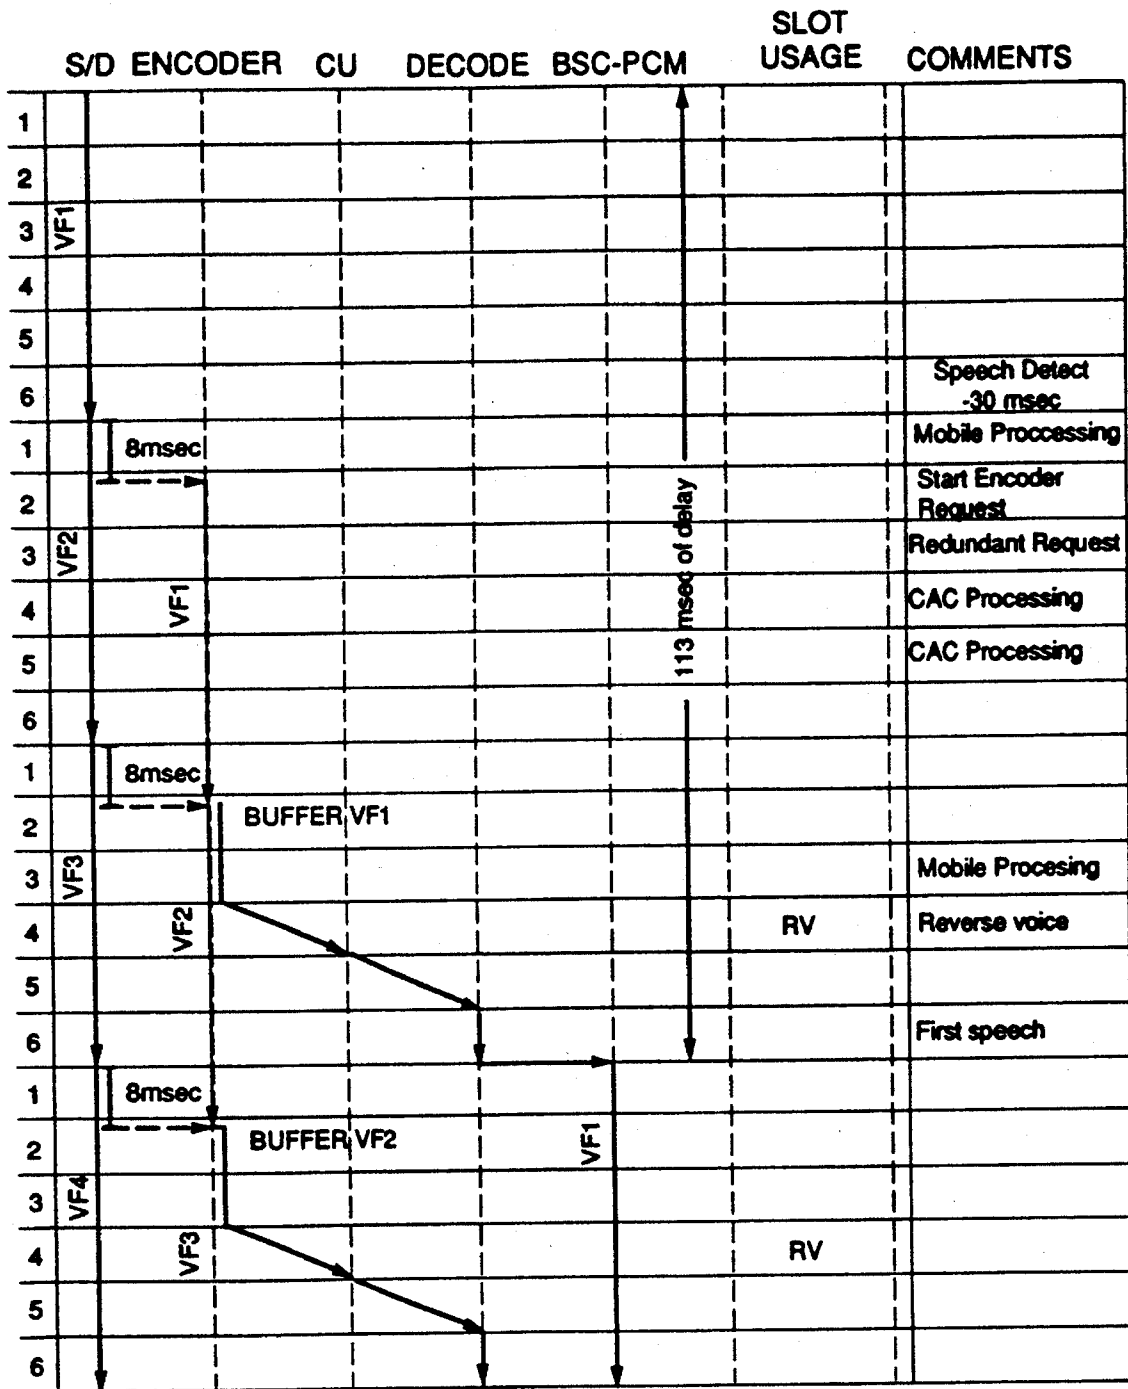 S/D ENCODER CU DECODE BSC-PCM SLOT USAGE COMMENTS
1
2
VF1
3
4
5
6 Speech Detect
-30 msec
1 8msec Mobile Proccessing
2 Start Encoder
Request
VF2
3 Redundant Request
113 msec of delay
VF1
4 CAC Processing
5 CAC Processing
6
1 8msec
2 BUFFER VF1
VF3
3 Mobile Procesing
VF2
4 RV Reverse voice
5
6 First speech
1 8msec
2 BUFFER VF2
VF1
VF4
3
VF3
4 RV
5
6